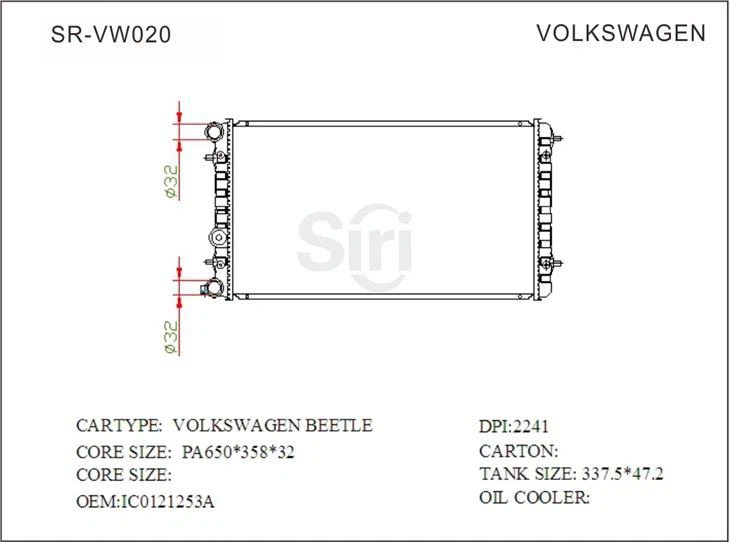 SR-VW020
VOLKSWAGEN
Ø32
Siri
Ø32
CARTYPE: VOLKSWAGEN BEETLE
DPI:2241
CORE SIZE: PA650*358*32
CARTON:
CORE SIZE:
TANK SIZE: 337.5*47.2
OEM:IC0121253A
OIL COOLER: